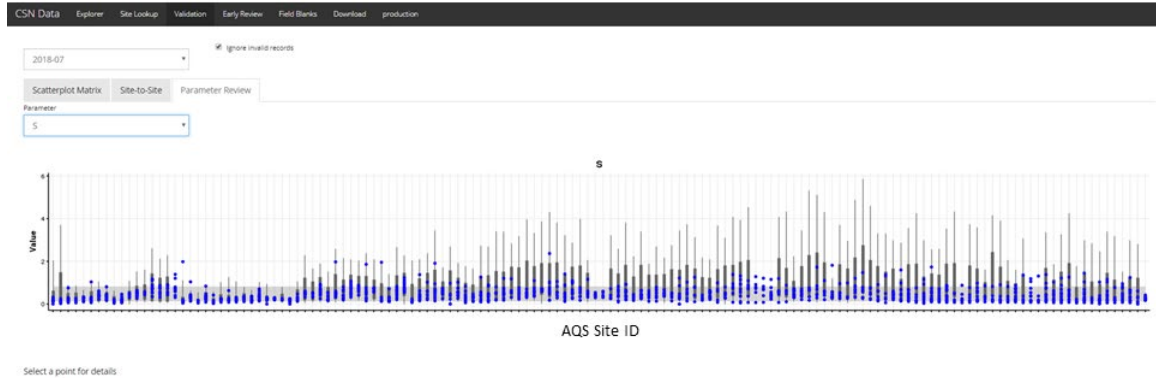 CSN Data Explorer Site Lookup Validation Early Review Field Blanks Download production
2018-07 Ignore invalid records
Scatterplot Matrix Site-to-Site Parameter Review
Parameter
S
S
6
4
2
0
Value
AQS Site ID
Select a point for details